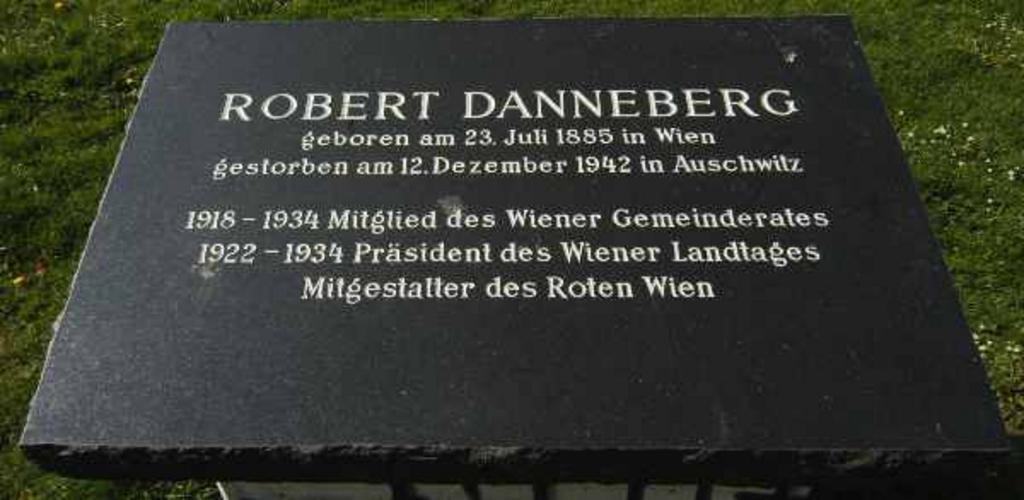 ROBERT DANNEBERG
geboren am 23. Juli 1885 in Wien
gestorben am 12. Dezember 1942 in Auschwitz
1918 – 1934 Mitglied des Wiener Gemeinderates
1922 – 1934 Präsident des Wiener Landtages
Mitgestalter des Roten Wien